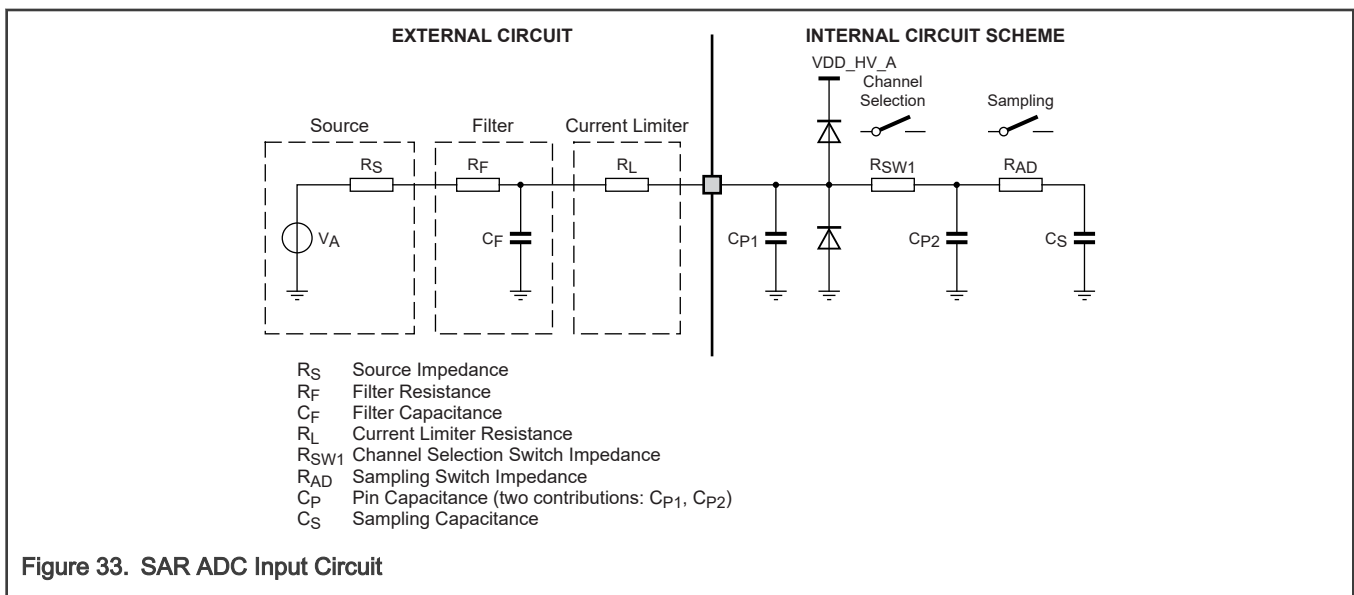 EXTERNAL CIRCUIT
INTERNAL CIRCUIT SCHEME
VDD_HV_A
Channel
Selection
Sampling
Source
Filter
Current Limiter
RS
RF
RL
RSW1
RAD
VA
CF
CP1
CP2
CS
RS Source Impedance
RF Filter Resistance
CF Filter Capacitance
RL Current Limiter Resistance
RSW1 Channel Selection Switch Impedance
RAD Sampling Switch Impedance
CP Pin Capacitance (two contributions: CP1, CP2)
CS Sampling Capacitance
Figure 33. SAR ADC Input Circuit